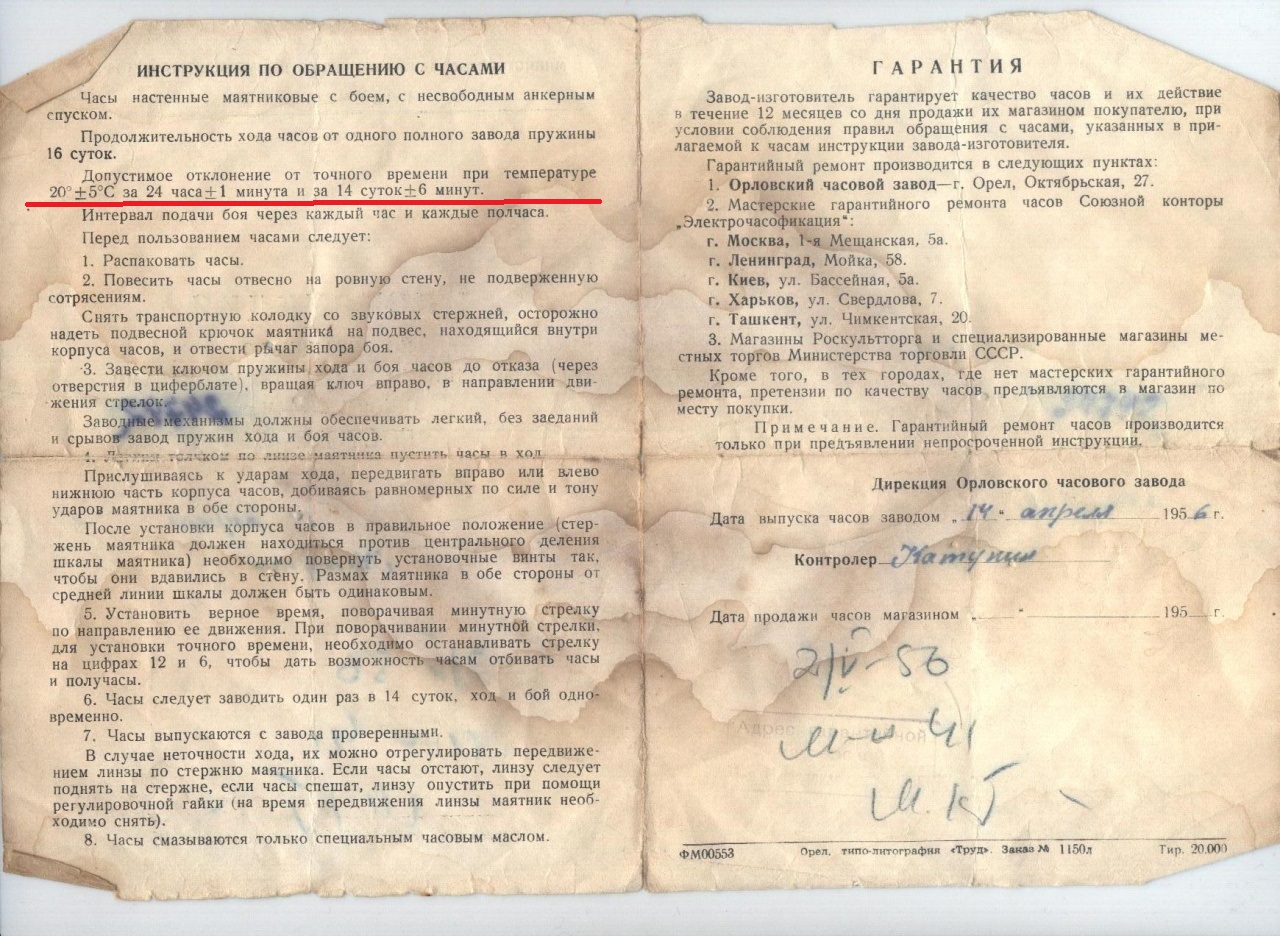 ИНСТРУКЦИЯ ПО ОБРАЩЕНИЮ С ЧАСАМИ
Часы настенные маятниковые с боем, с несвободным анкерным
спуском.
Продолжительность хода часов от одного полного завода пружины
16 суток.
Допустимое отклонение от точного времени при температуре
20°±5°С за 24 часа±1 минута и за 14 суток±6 минут.
Интервал подачи боя через каждый час и каждые полчаса.
Перед пользованием часами следует:
1. Распаковать часы.
2. Повесить часы отвесно на ровную стену, не подверженную
сотрясениям.
Снять транспортную колодку со звуковых стержней, осторожно
надеть подвесной крючок маятника на подвес, находящийся внутри
корпуса часов, и отвести рычаг запора боя.
3. Завести ключом пружины хода и боя часов до отказа (через
отверстия в циферблате), вращая ключ вправо, в направлении дви-
жения стрелок.
Заводные механизмы должны обеспечивать легкий, без заеданий
и срывов завод пружин хода и боя часов.
4. Легким толчком по линзе маятника пустить часы в ход.
Прислушиваясь к ударам хода, передвигать вправо или влево
нижнюю часть корпуса часов, добиваясь равномерных по силе и тону
ударов маятника в обе стороны.
После установки корпуса часов в правильное положение (стер-
жень маятника должен находиться против центрального деления
шкалы маятника) необходимо повернуть установочные винты так,
чтобы они вдавились в стену. Размах маятника в обе стороны от
средней линии шкалы должен быть одинаковым.
5. Установить верное время, поворачивая минутную стрелку
по направлению ее движения. При поворачивании минутной стрелки,
для установки точного времени, необходимо останавливать стрелку
на цифрах 12 и 6, чтобы дать возможность часам отбивать часы
и получасы.
6. Часы следует заводить один раз в 14 суток, ход и бой одно-
временно.
7. Часы выпускаются с завода проверенными.
В случае неточности хода, их можно отрегулировать передвиже-
нием линзы по стержню маятника. Если часы отстают, линзу следует
поднять на стержне, если часы спешат, линзу опустить при помощи
регулировочной гайки (на время передвижения линзы маятник необ-
ходимо снять).
8. Часы смазываются только специальным часовым маслом.
ГАРАНТИЯ
Завод-изготовитель гарантирует качество часов и их действие
в течение 12 месяцев со дня продажи их магазином покупателю, при
условии соблюдения правил обращения с часами, указанных в при-
лагаемой к часам инструкции завода-изготовителя.
Гарантийный ремонт производится в следующих пунктах:
1. Орловский часовой завод—г. Орел, Октябрьская, 27.
2. Мастерские гарантийного ремонта часов Союзной конторы
„Электрочасофикация“:
г. Москва, 1-я Мещанская, 5а.
г. Ленинград, Мойка, 58.
г. Киев, ул. Бассейная, 5а.
г. Харьков, ул. Свердлова, 7.
г. Ташкент, ул. Чимкентская, 20.
3. Магазины Роскультторга и специализированные магазины ме-
стных торгов Министерства торговли СССР.
Кроме того, в тех городах, где нет мастерских гарантийного
ремонта, претензии по качеству часов предъявляются в магазин по
месту покупки.
Примечание. Гарантийный ремонт часов производится
только при предъявлении непросроченной инструкции.
Дирекция Орловского часового завода
Дата выпуска часов заводом „14“ апреля 1956 г.
Контролер
Дата продажи часов магазином „ “ 195 г.
2/V-56
М-н 41
ФМ00553 Орел, типо-литография «Труд». Заказ № 1150л Тир. 20.000